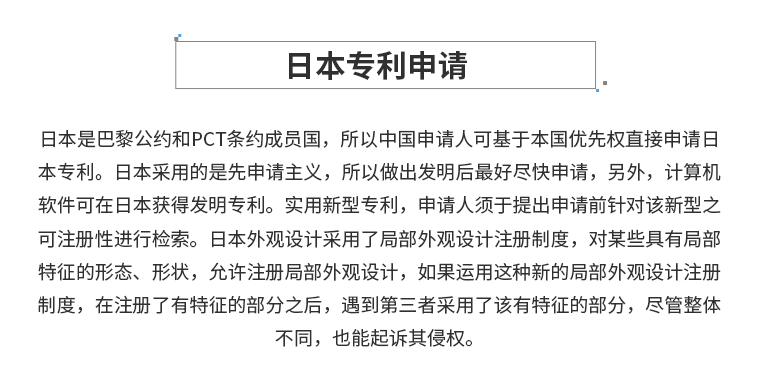 日本专利申请
日本是巴黎公约和PCT条约成员国，所以中国申请人可基于本国优先权直接申请日
本专利。日本采用的是先申请主义，所以做出发明后最好尽快申请，另外，计算机
软件可在日本获得发明专利。实用新型专利，申请人须于提出申请前针对该新型之
可注册性进行检索。日本外观设计采用了局部外观设计注册制度，对某些具有局部
特征的形态、形状，允许注册局部外观设计，如果运用这种新的局部外观设计注册
制度，在注册了有特征的部分之后，遇到第三者采用了该有特征的部分，尽管整体
不同，也能起诉其侵权。